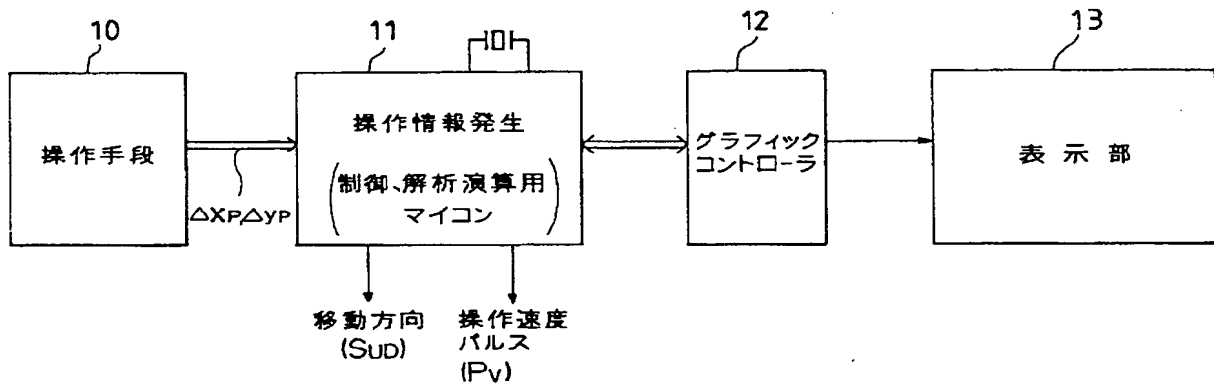 10
11
12
13
操作手段
ΔXP,ΔyP
操作情報発生
(制御、解析演算用
マイコン)
グラフィック
コントローラ
表示部
移動方向
(SUD)
操作速度
パルス
(PV)